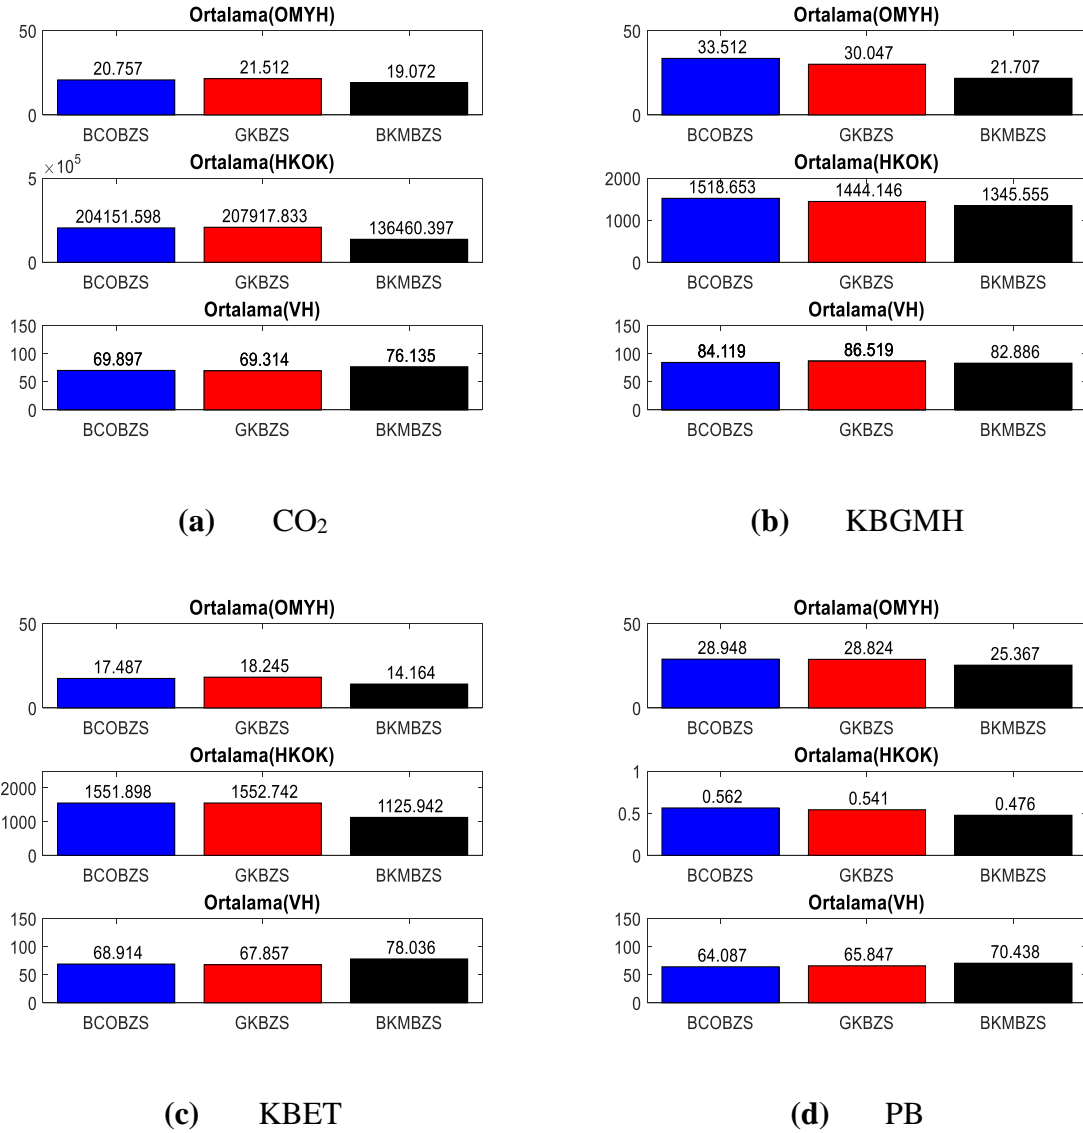 Ortalama(OMYH)
50
0
20.757
21.512
19.072
BCOBZS
GKBZS
BKMBZS
Ortalama(HKOK)
×10^5
5
0
204151.598
207917.833
136460.397
BCOBZS
GKBZS
BKMBZS
Ortalama(VH)
150
100
50
0
69.897
69.314
76.135
BCOBZS
GKBZS
BKMBZS
(a) CO₂
Ortalama(OMYH)
50
0
33.512
30.047
21.707
BCOBZS
GKBZS
BKMBZS
Ortalama(HKOK)
2000
1000
0
1518.653
1444.146
1345.555
BCOBZS
GKBZS
BKMBZS
Ortalama(VH)
150
100
50
0
84.119
86.519
82.886
BCOBZS
GKBZS
BKMBZS
(b) KBGMH
Ortalama(OMYH)
50
0
17.487
18.245
14.164
BCOBZS
GKBZS
BKMBZS
Ortalama(HKOK)
2000
1000
0
1551.898
1552.742
1125.942
BCOBZS
GKBZS
BKMBZS
Ortalama(VH)
150
100
50
0
68.914
67.857
78.036
BCOBZS
GKBZS
BKMBZS
(c) KBET
Ortalama(OMYH)
50
0
28.948
28.824
25.367
BCOBZS
GKBZS
BKMBZS
Ortalama(HKOK)
1
0.5
0
0.562
0.541
0.476
BCOBZS
GKBZS
BKMBZS
Ortalama(VH)
150
100
50
0
64.087
65.847
70.438
BCOBZS
GKBZS
BKMBZS
(d) PB